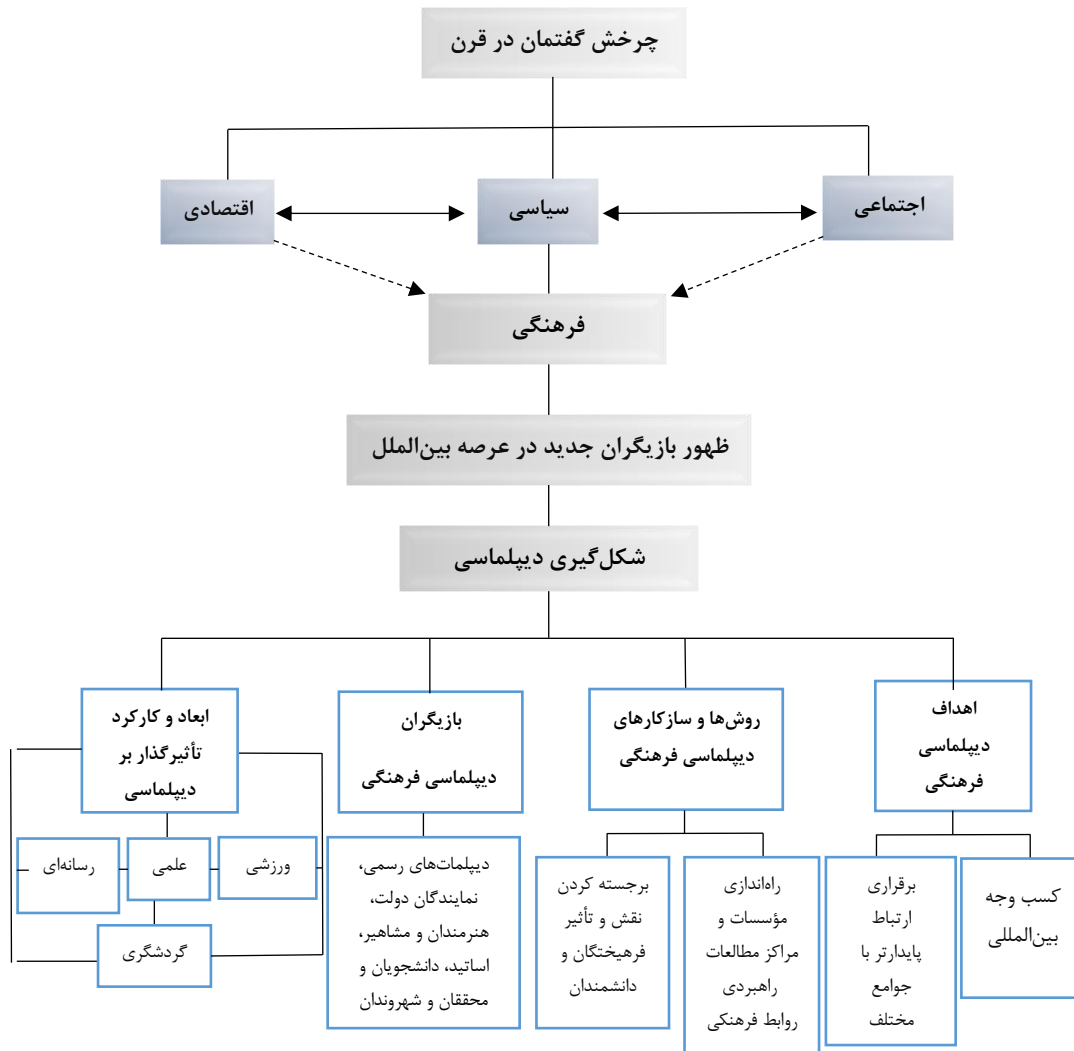 چرخش گفتمان در قرن
اجتماعی
سیاسی
اقتصادی
فرهنگی
ظهور بازیگران جدید در عرصه بین‌الملل
شکل‌گیری دیپلماسی
اهداف
دیپلماسی
فرهنگی
کسب وجه
بین‌المللی
برقراری
ارتباط
پایدارتر با
جوامع
مختلف
روش‌ها و سازکارهای
دیپلماسی فرهنگی
راه‌اندازی
مؤسسات و
مراکز مطالعات
راهبردی
روابط فرهنکی
برجسته کردن
نقش و تأثیر
فرهیختگان و
دانشمندان
بازیگران
دیپلماسی فرهنگی
دیپلمات‌های رسمی،
نمایندگان دولت،
هنرمندان و مشاهیر،
اساتید، دانشجویان و
محققان و شهروندان
ابعاد و کارکرد
تأثیرگذار بر
دیپلماسی
ورزشی
علمی
رسانه‌ای
گردشگری